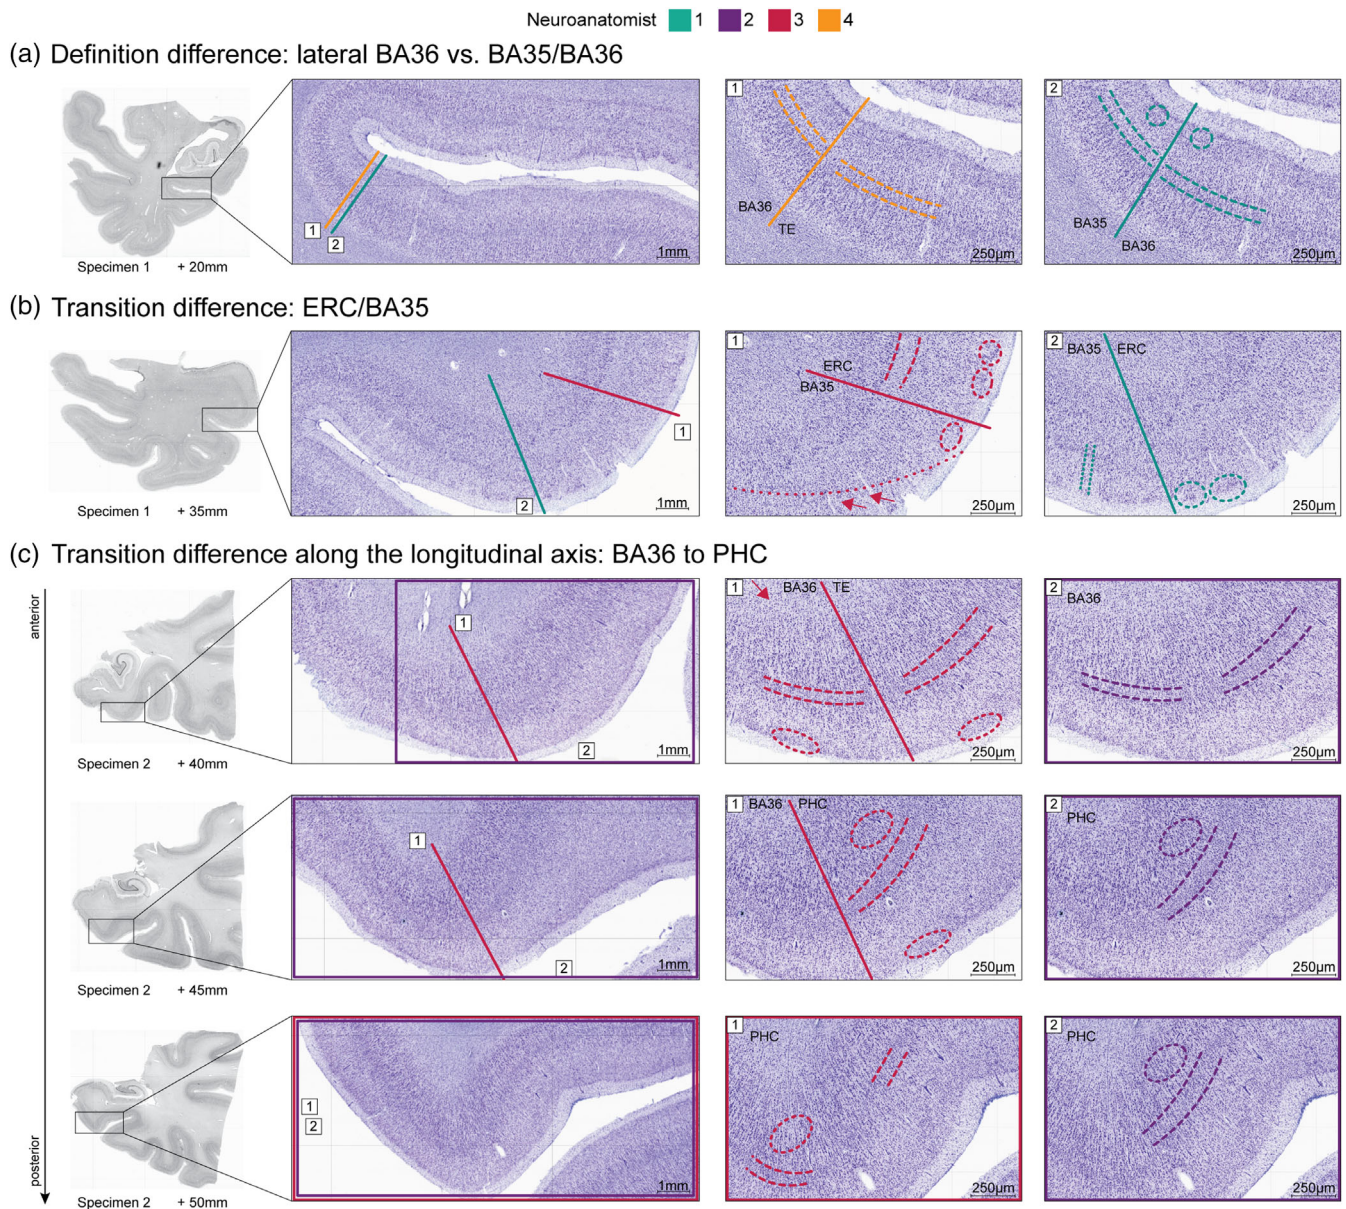 Neuroanatomist 1 2 3 4
(a) Definition difference: lateral BA36 vs. BA35/BA36
1
2
1mm
Specimen 1 + 20mm
1
BA36
TE
250µm
2
BA35
BA36
250µm
(b) Transition difference: ERC/BA35
1
2
1mm
Specimen 1 + 35mm
1
ERC
BA35
250µm
2
BA35 ERC
250µm
(c) Transition difference along the longitudinal axis: BA36 to PHC
anterior
1
2
1mm
Specimen 2 + 40mm
1
BA36 TE
250µm
2
BA36
250µm
1
2
1mm
Specimen 2 + 45mm
1
BA36 PHC
250µm
2
PHC
250µm
1
2
1mm
posterior
Specimen 2 + 50mm
1
PHC
250µm
2
PHC
250µm